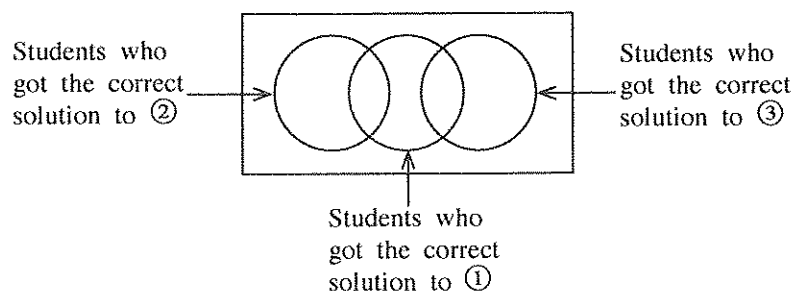 Students who
got the correct
solution to ②
Students who
got the correct
solution to ③
Students who
got the correct
solution to ①